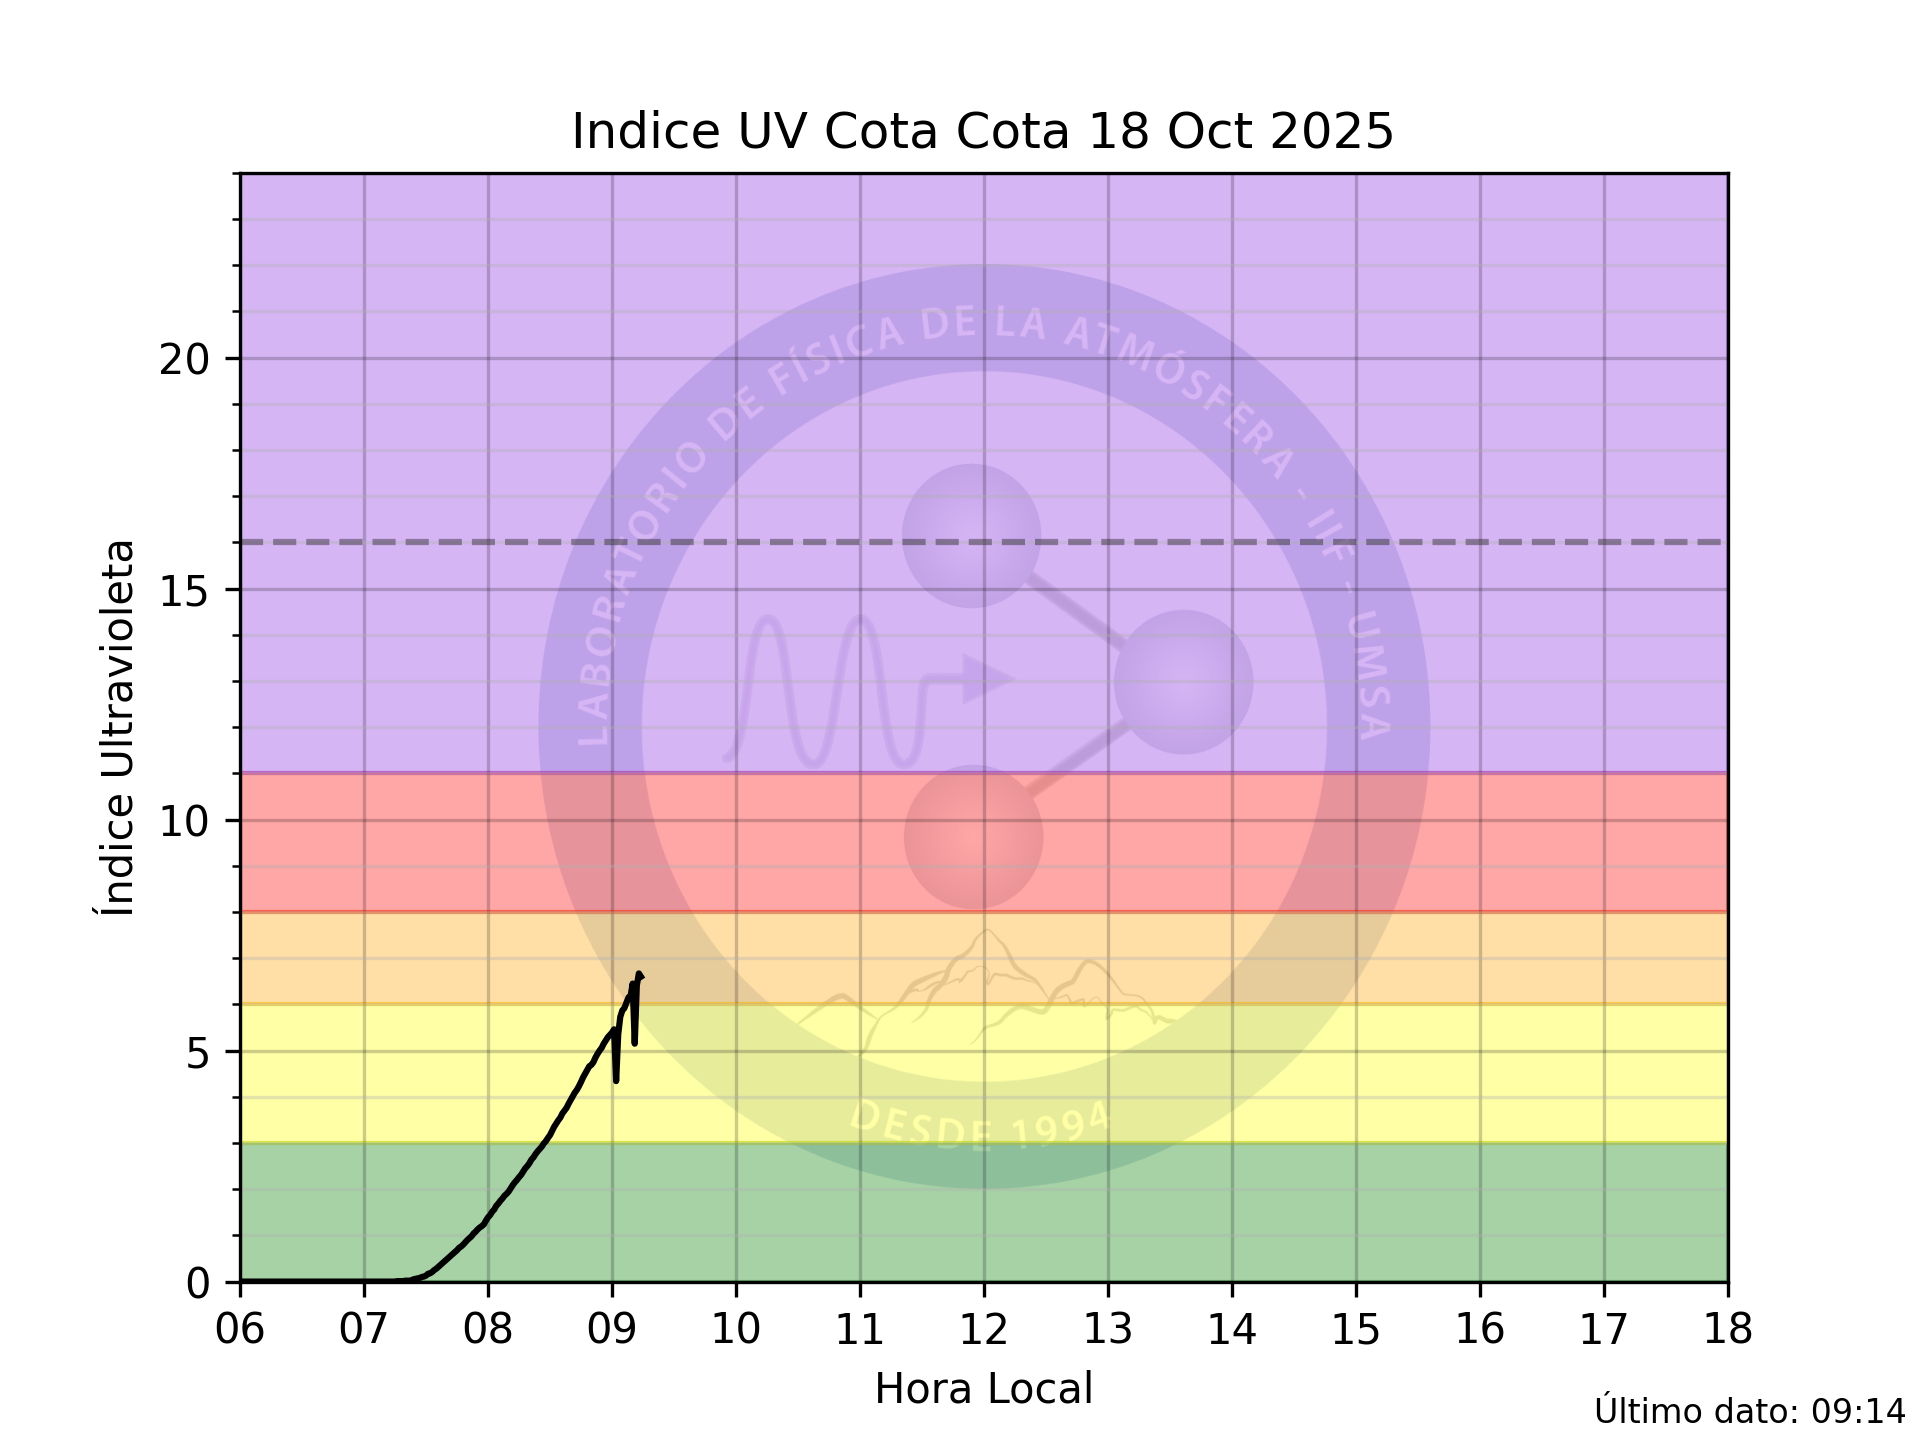 Indice UV Cota Cota 18 Oct 2025
LABORATORIO DE FÍSICA DE LA ATMÓSFERA - IIF - UMSA
DESDE 1994
Índice Ultravioleta
20
15
10
5
0
06 07 08 09 10 11 12 13 14 15 16 17 18
Hora Local
Último dato: 09:14